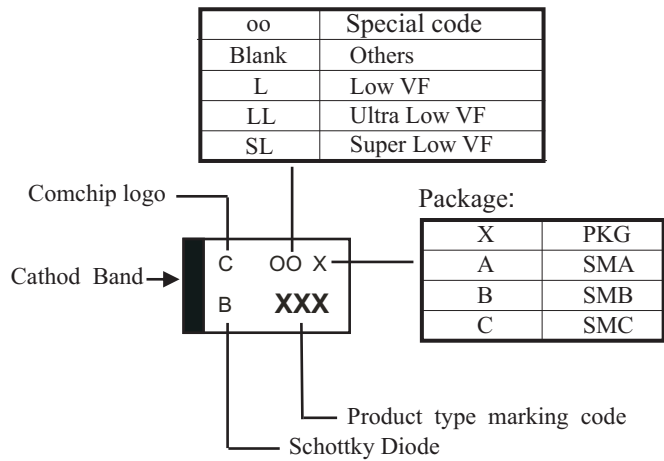 oo Special code
Blank Others
L Low VF
LL Ultra Low VF
SL Super Low VF
Comchip logo
Package:
X PKG
A SMA
B SMB
C SMC
Cathod Band
C OO X
B XXX
Product type marking code
Schottky Diode